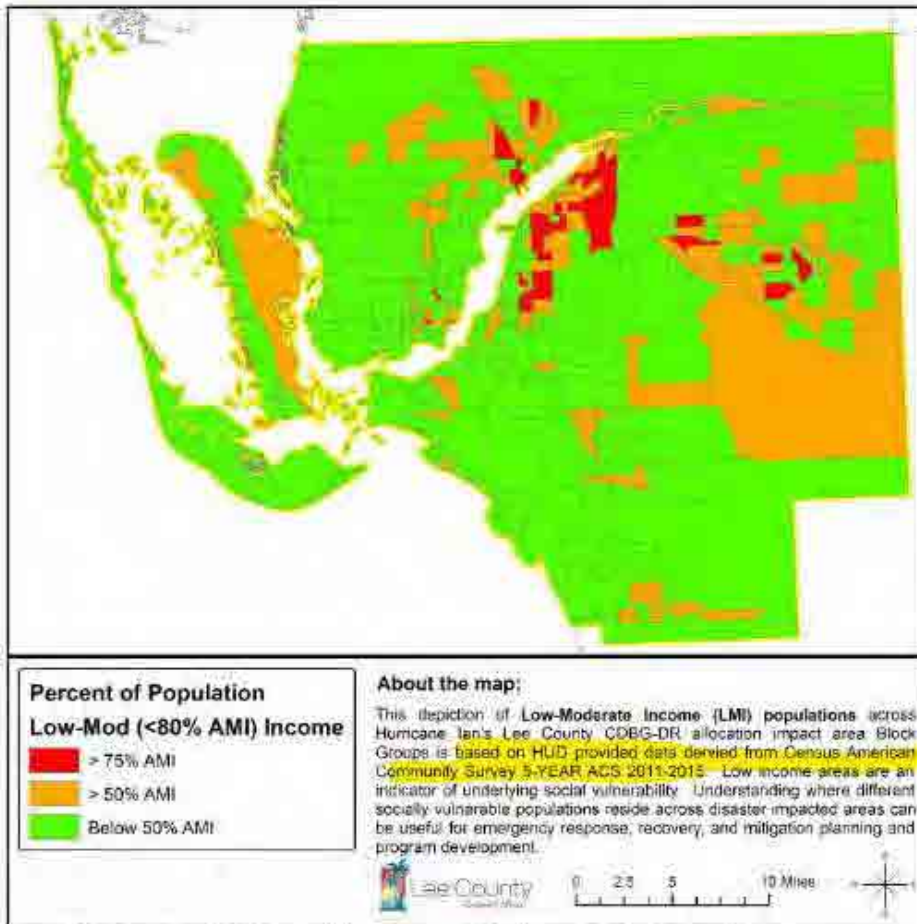 Percent of Population
Low-Mod (<80% AMI) Income
> 75% AMI
> 50% AMI
Below 50% AMI
About the map:
This depiction of Low-Moderate Income (LMI) populations across
Hurricane Ian's Lee County CDBG-DR allocation impact area Block
Groups is based on HUD provided data derived from Census American
Community Survey 5-YEAR ACS 2011-2015. Low income areas are an
indicator of underlying social vulnerability. Understanding where different
socially vulnerable populations reside across disaster impacted areas can
be useful for emergency response, recovery, and mitigation planning and
program development.
Lee County
0 2.5 5 10 Miles